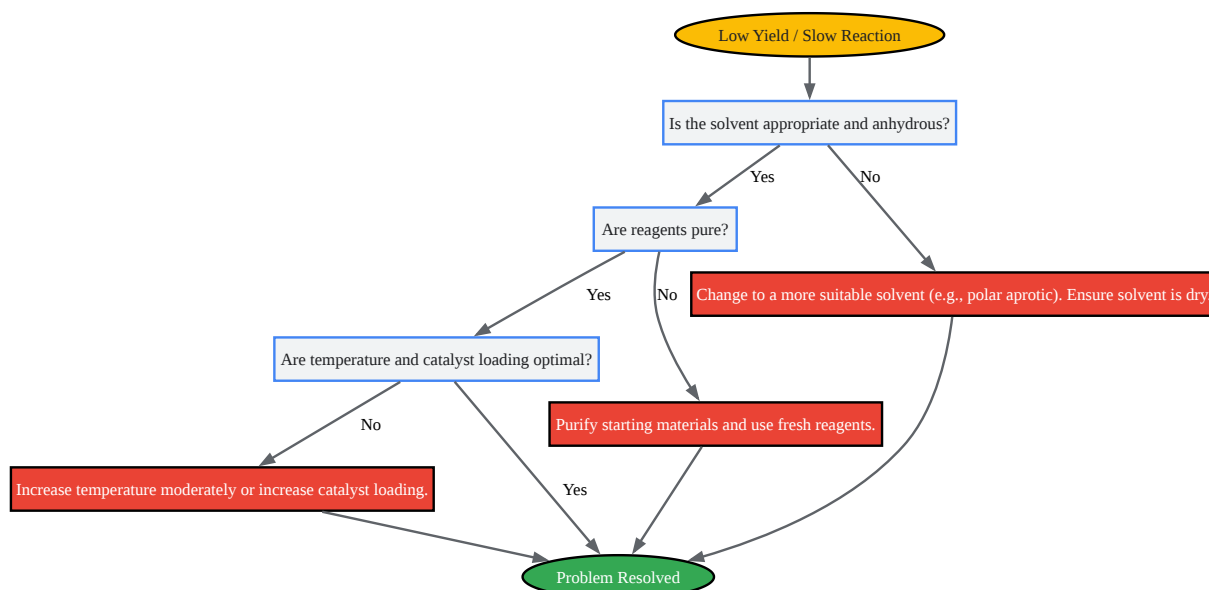 Low Yield / Slow Reaction
Is the solvent appropriate and anhydrous?
Yes
No
Are reagents pure?
Yes
No
Change to a more suitable solvent (e.g., polar aprotic). Ensure solvent is dry.
Are temperature and catalyst loading optimal?
No
Purify starting materials and use fresh reagents.
Increase temperature moderately or increase catalyst loading.
Yes
Problem Resolved